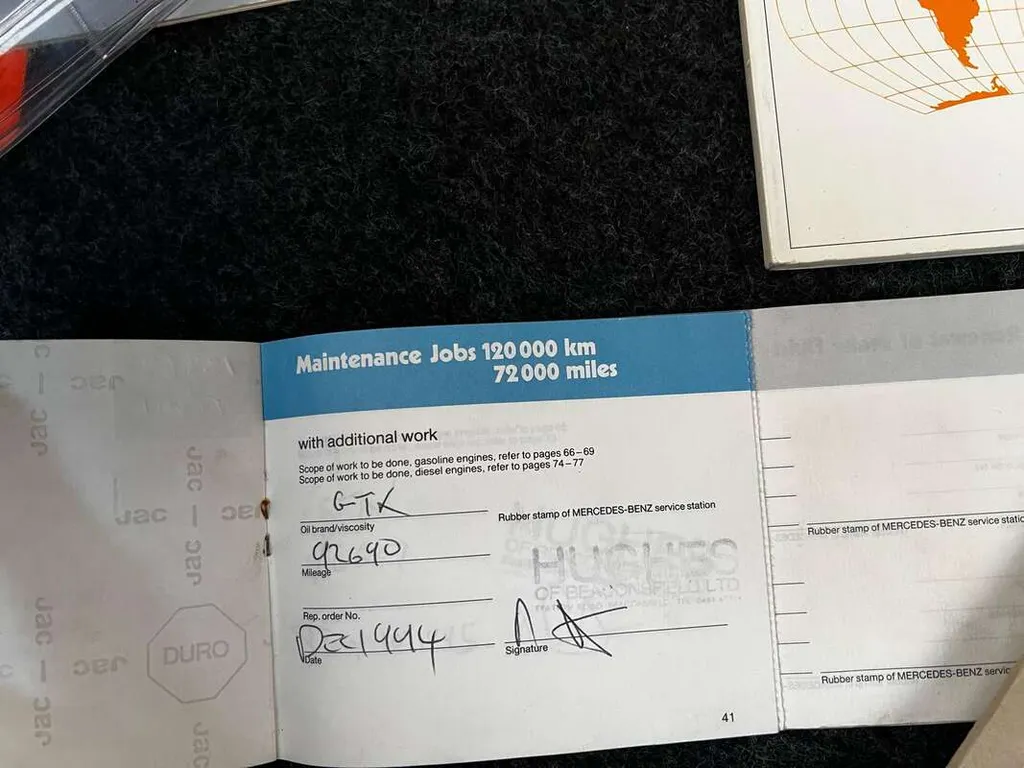 Maintenance Jobs 120 000 km
72 000 miles
with additional work
Scope of work to be done, gasoline engines, refer to pages 66–69
Scope of work to be done, diesel engines, refer to pages 74–77
GTX
Oil brand/viscosity
92690
Mileage
Rep. order No.
Dec 1994
Date
Rubber stamp of MERCEDES-BENZ service station
HUGHES
OF BEACONSFIELD LTD
Signature
41
Rubber stamp of MERCEDES-BENZ service static
Rubber stamp of MERCEDES-BENZ servic
DURO
Jac
Jac
Jac
Jac
Jac